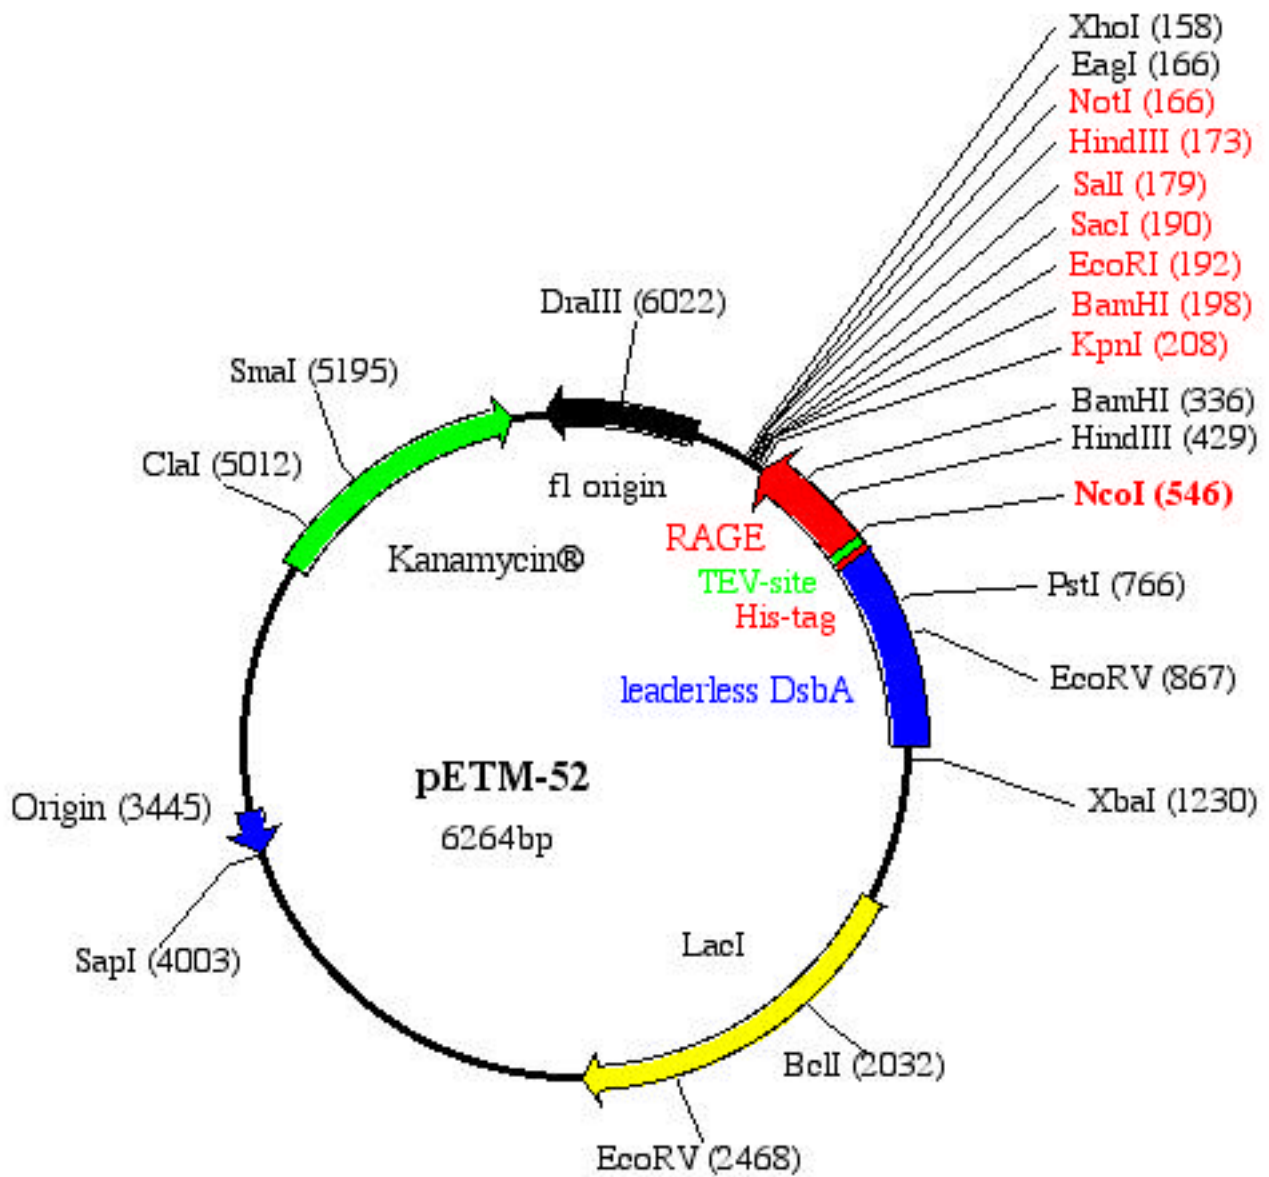 XhoI (158)
EagI (166)
NotI (166)
HindIII (173)
SalI (179)
SacI (190)
EcoRI (192)
BamHI (198)
KpnI (208)
BamHI (336)
HindIII (429)
NcoI (546)
PstI (766)
EcoRV (867)
XbaI (1230)
DraIII (6022)
SmaI (5195)
ClaI (5012)
f1 origin
Kanamycin®
RAGE
TEV-site
His-tag
leaderless DsbA
pETM-52
6264bp
Origin (3445)
SapI (4003)
LacI
BclI (2032)
EcoRV (2468)